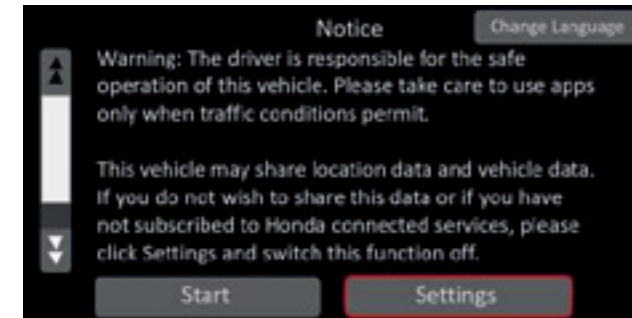 Notice
Change Language
Warning: The driver is responsible for the safe
operation of this vehicle. Please take care to use apps
only when traffic conditions permit.
This vehicle may share location data and vehicle data.
If you do not wish to share this data or if you have
not subscribed to Honda connected services, please
click Settings and switch this function off.
Start
Settings